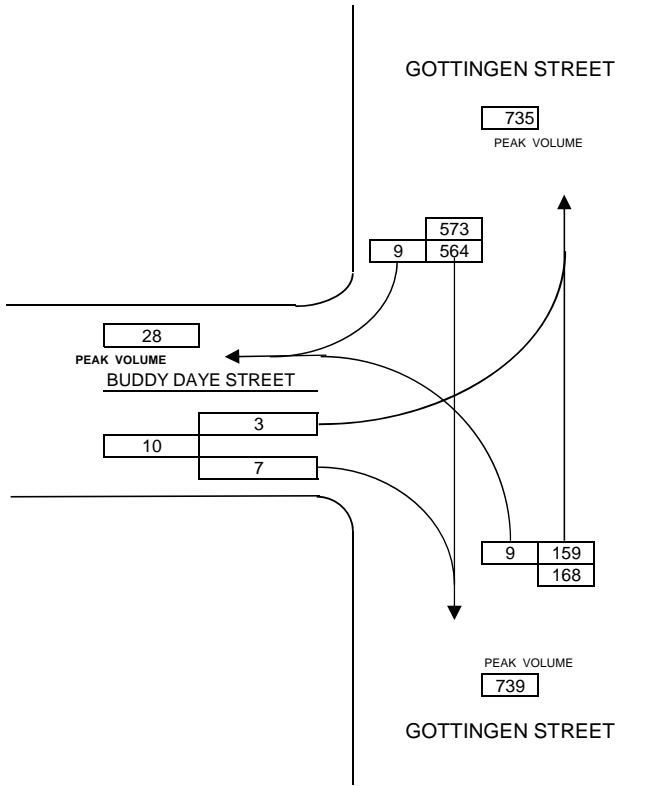 GOTTINGEN STREET
735
PEAK VOLUME
573
9 564
28
PEAK VOLUME
BUDDY DAYE STREET
3
10
7
9 159
168
PEAK VOLUME
739
GOTTINGEN STREET